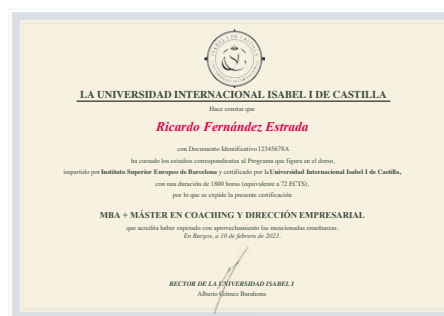 ISABEL I DE CASTILLA
LA UNIVERSIDAD INTERNACIONAL ISABEL I DE CASTILLA
Hace constar que
Ricardo Fernández Estrada
con Documento Identificativo12345678A
ha cursado los estudios correspondientes al Programa que figura en el dorso,
impartido por Instituto Superior Europeo de Barcelona y certificado por la Universidad Internacional Isabel I de Castilla,
con una duración de 1800 horas (equivalente a 72 ECTS),
por lo que se expide la presente certificación
MBA + MÁSTER EN COACHING Y DIRECCIÓN EMPRESARIAL
que acredita haber superado con aprovechamiento las mencionadas enseñanzas.
En Burgos, a 10 de febrero de 2023.
RECTOR DE LA UNIVERSIDAD ISABEL I
Alberto Gómez Barahona